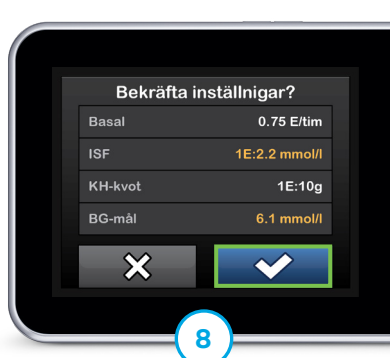 Bekräfta inställnigar?
Basal 0.75 E/tim
ISF 1E:2.2 mmol/l
KH-kvot 1E:10g
BG-mål 6.1 mmol/l
8